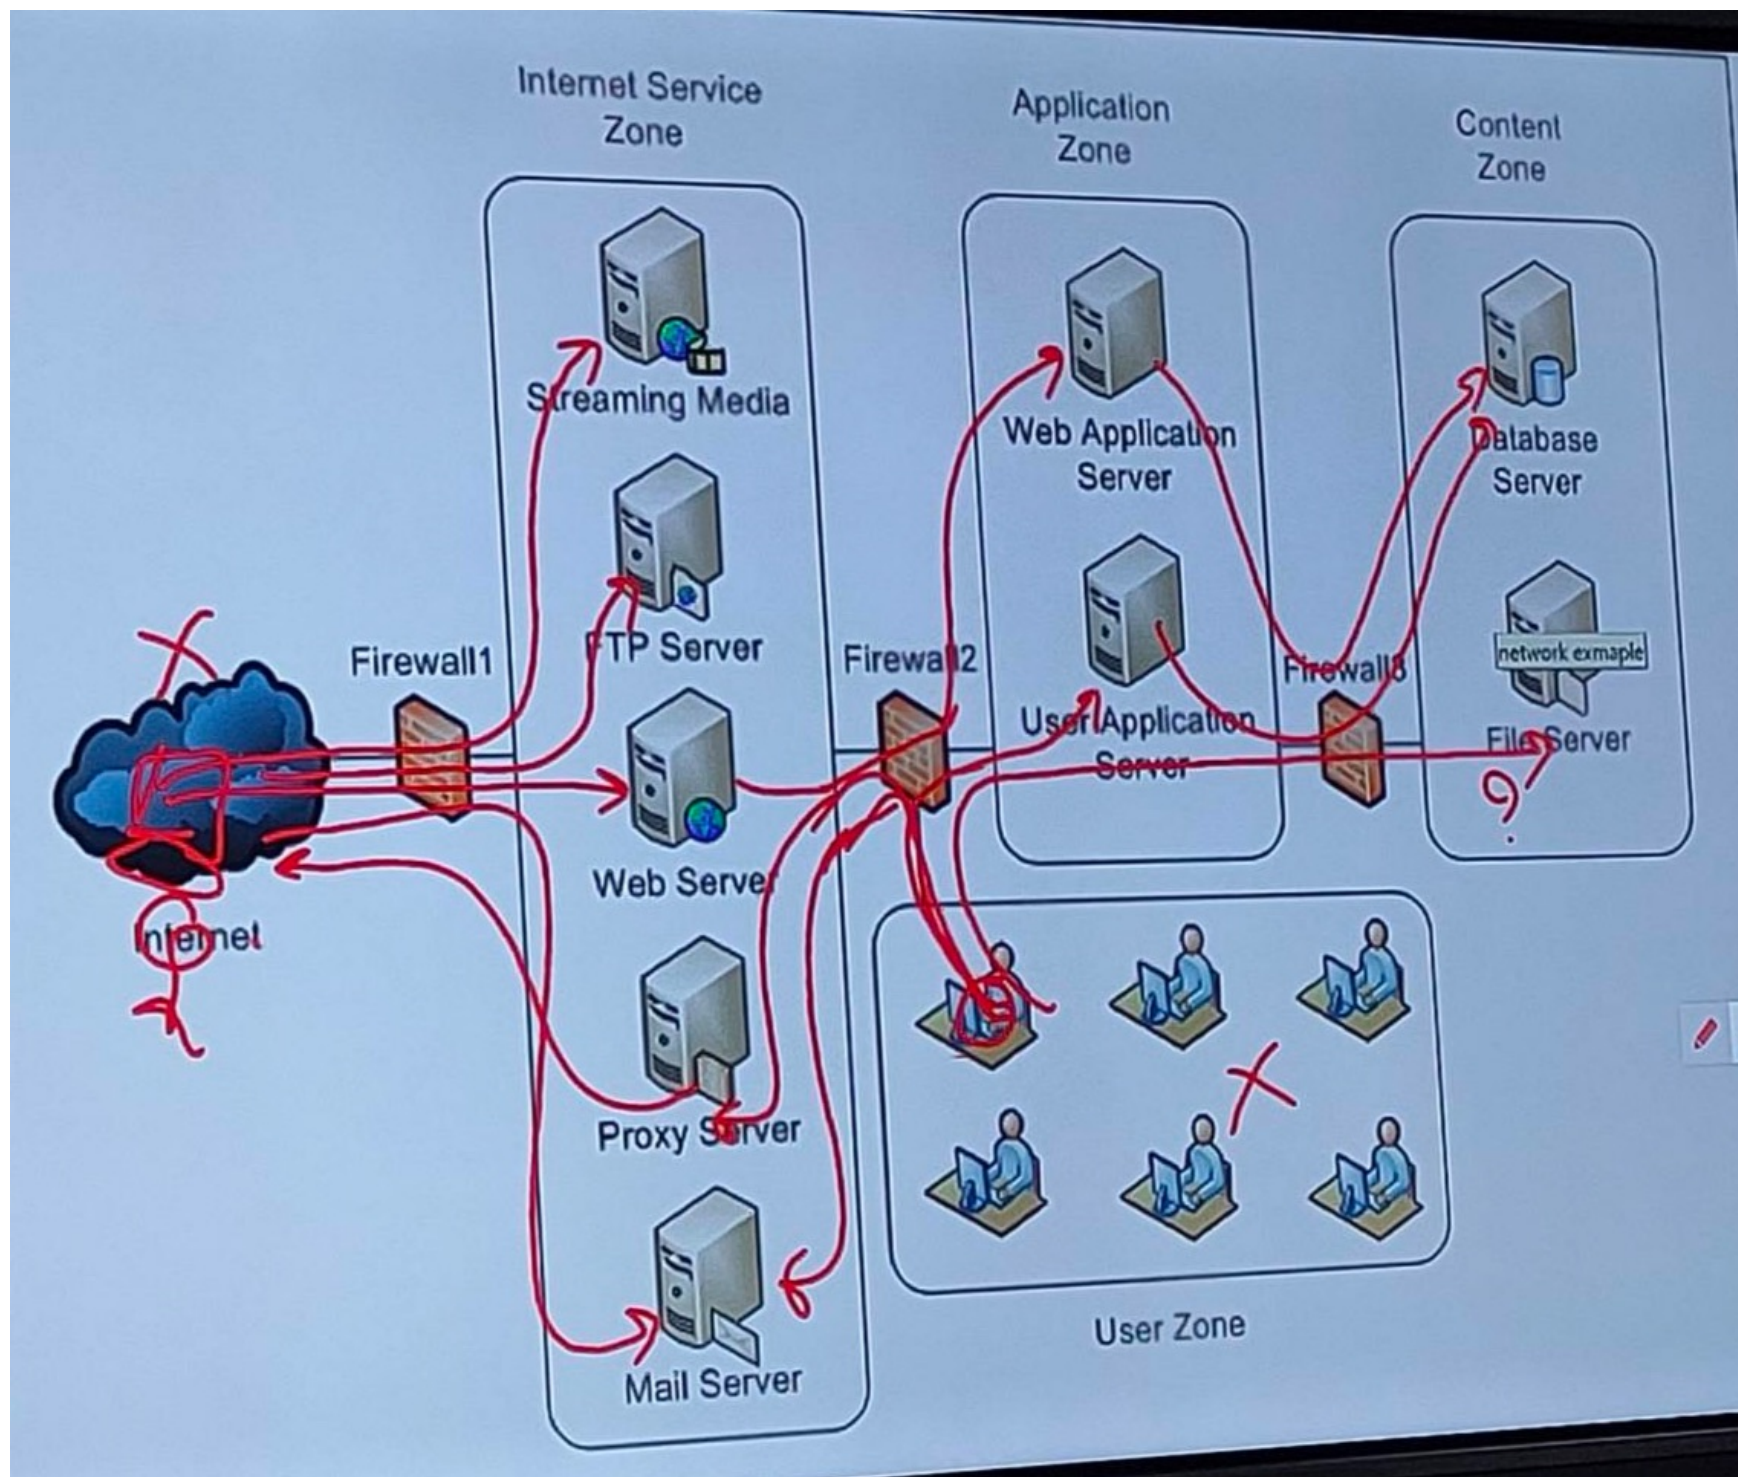 Internet Service
Zone
Application
Zone
Content
Zone
Streaming Media
Web Application
Server
Database
Server
FTP Server
Firewall1
Firewall2
Firewall3
network exmaple
User Application
Server
File Server
?
Web Server
Internet
Proxy Server
Mail Server
User Zone